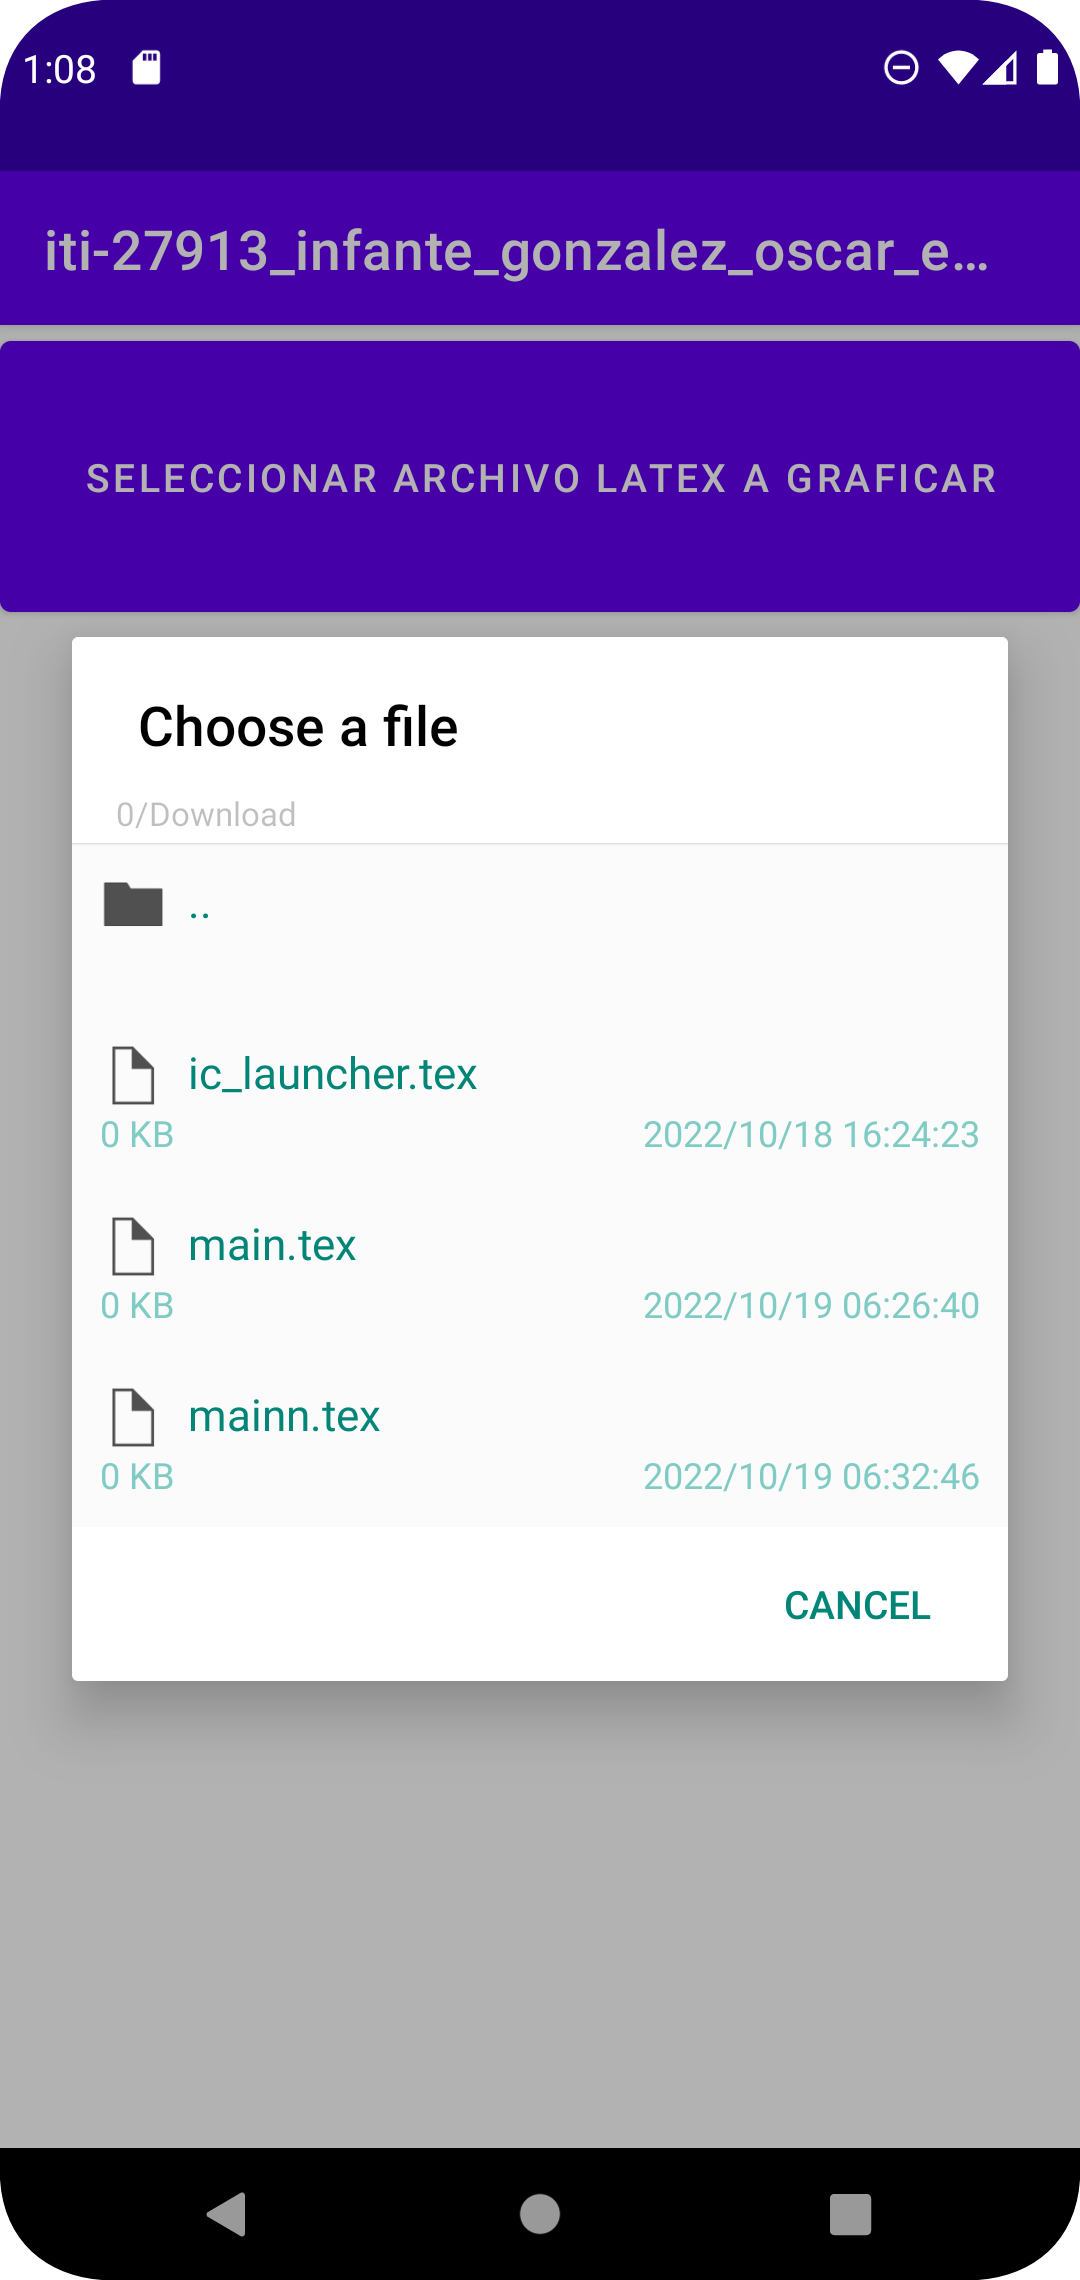 1:08
iti-27913_infante_gonzalez_oscar_e…
SELECCIONAR ARCHIVO LATEX A GRAFICAR
Choose a file
0/Download
..
ic_launcher.tex
0 KB 2022/10/18 16:24:23
main.tex
0 KB 2022/10/19 06:26:40
mainn.tex
0 KB 2022/10/19 06:32:46
CANCEL